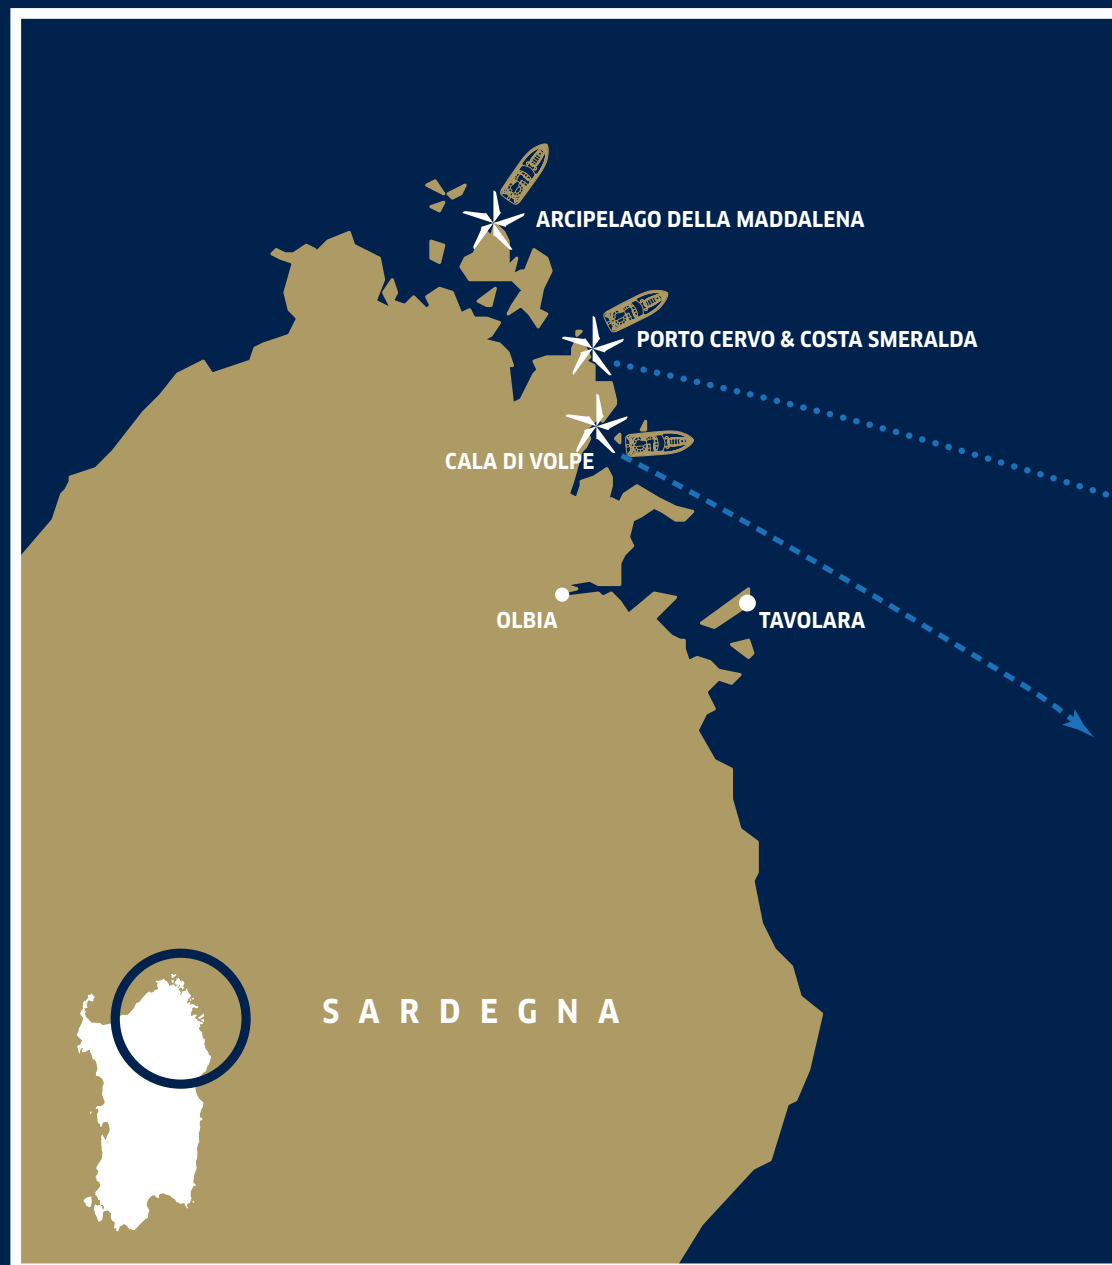 ARCIPELAGO DELLA MADDALENA
PORTO CERVO & COSTA SMERALDA
CALA DI VOLPE
OLBIA
TAVOLARA
SARDEGNA